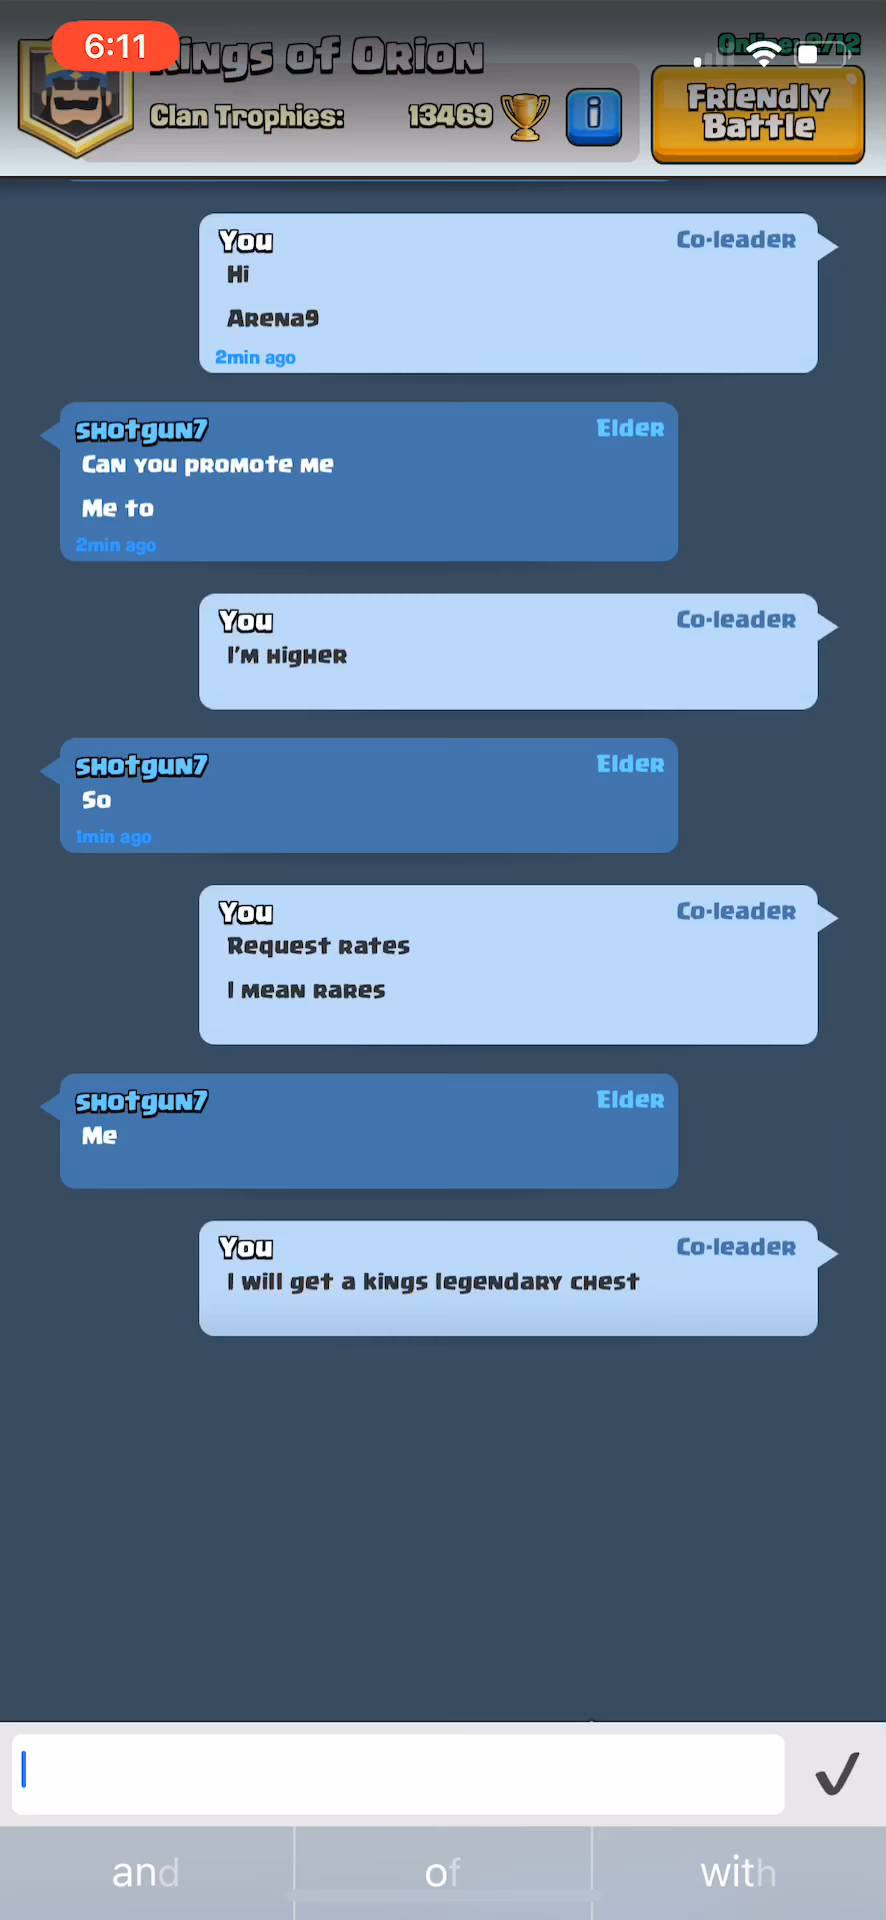 6:11
Kings of Orion
Online: 2/12
Clan Trophies: 13469
Friendly
Battle
You Co-leader
Hi
Arena9
2min ago
shotgun7 Elder
Can you promote me
Me to
2min ago
You Co-leader
I'm higher
shotgun7 Elder
So
1min ago
You Co-leader
Request rates
I mean rares
shotgun7 Elder
Me
You Co-leader
I will get a kings legendary chest
and of with